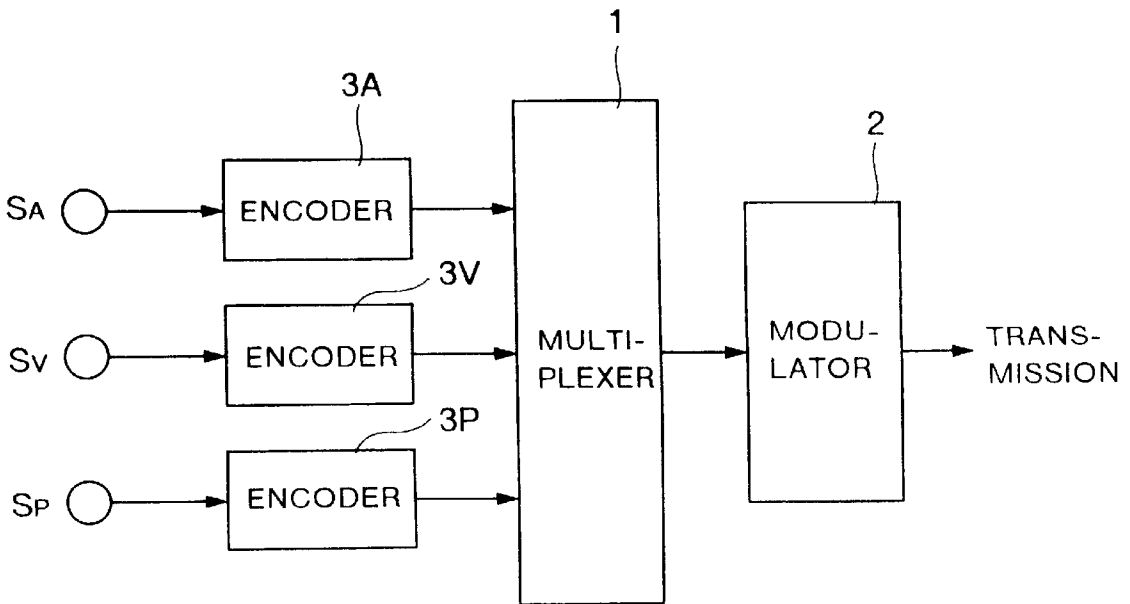 1
3A
2
SA
ENCODER
3V
SV
ENCODER
MULTI-
PLEXER
MODU-
LATOR
TRANS-
MISSION
3P
SP
ENCODER